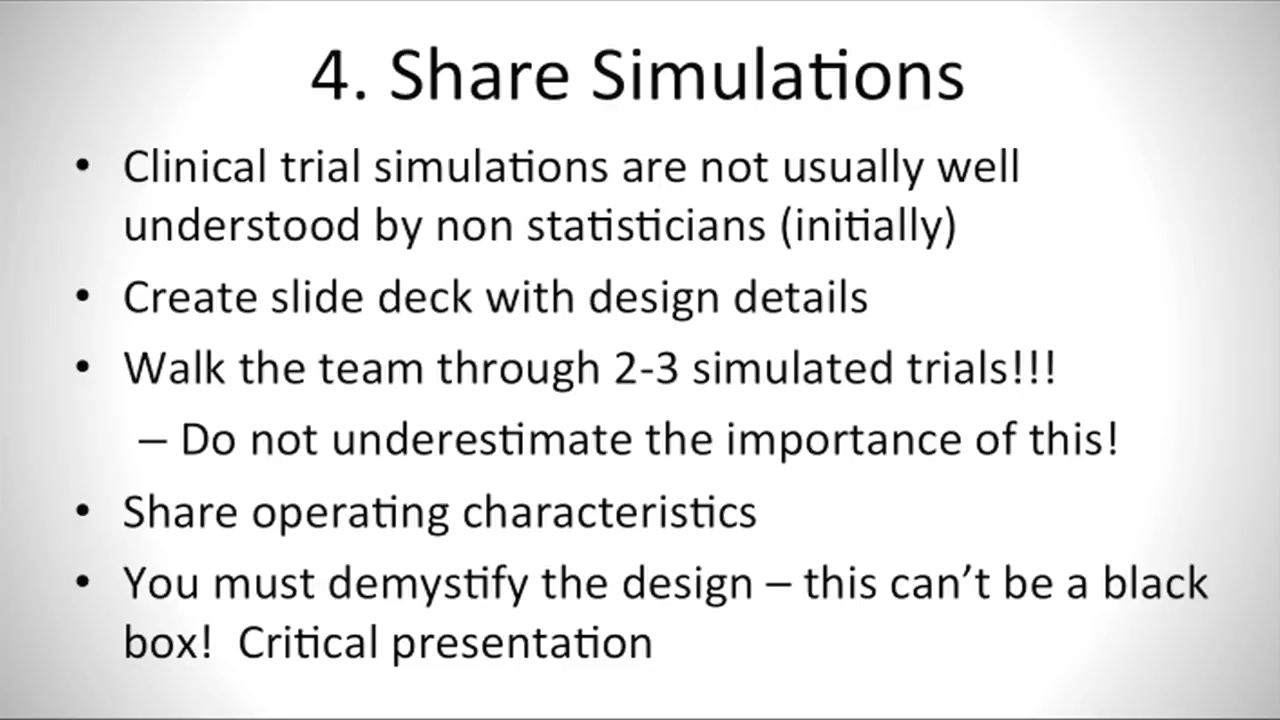 4. Share Simulations
• Clinical trial simulations are not usually well
understood by non statisticians (initially)
• Create slide deck with design details
• Walk the team through 2-3 simulated trials!!!
– Do not underestimate the importance of this!
• Share operating characteristics
• You must demystify the design – this can’t be a black
box!  Critical presentation